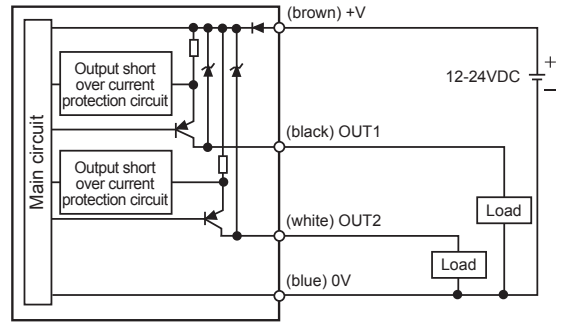 (brown) +V
Output short
over current
protection circuit
+
12-24VDC
−
(black) OUT1
Main circuit
Output short
over current
protection circuit
Load
(white) OUT2
Load
(blue) 0V